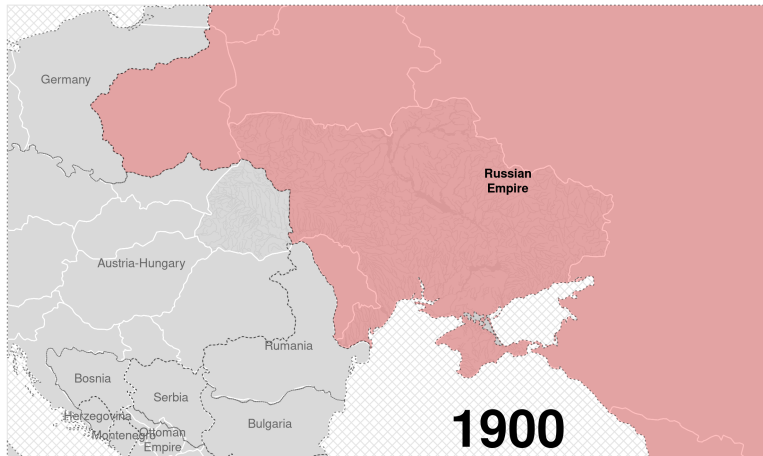 Germany
Russian
Empire
Austria-Hungary
Rumania
Bosnia
Serbia
Herzegovina
Bulgaria
Montenegro
Ottoman
Empire
1900